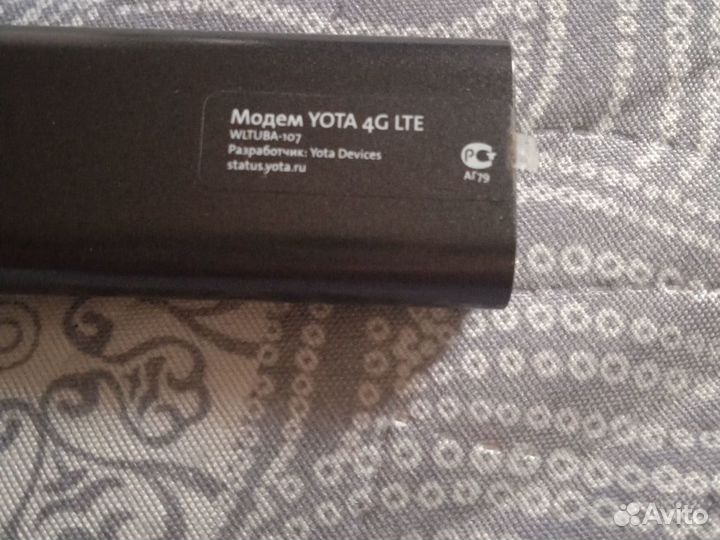 Модем YOTA 4G LTE
WLTUBA-107
Разработчик: Yota Devices
status.yota.ru
АГ79
Avito